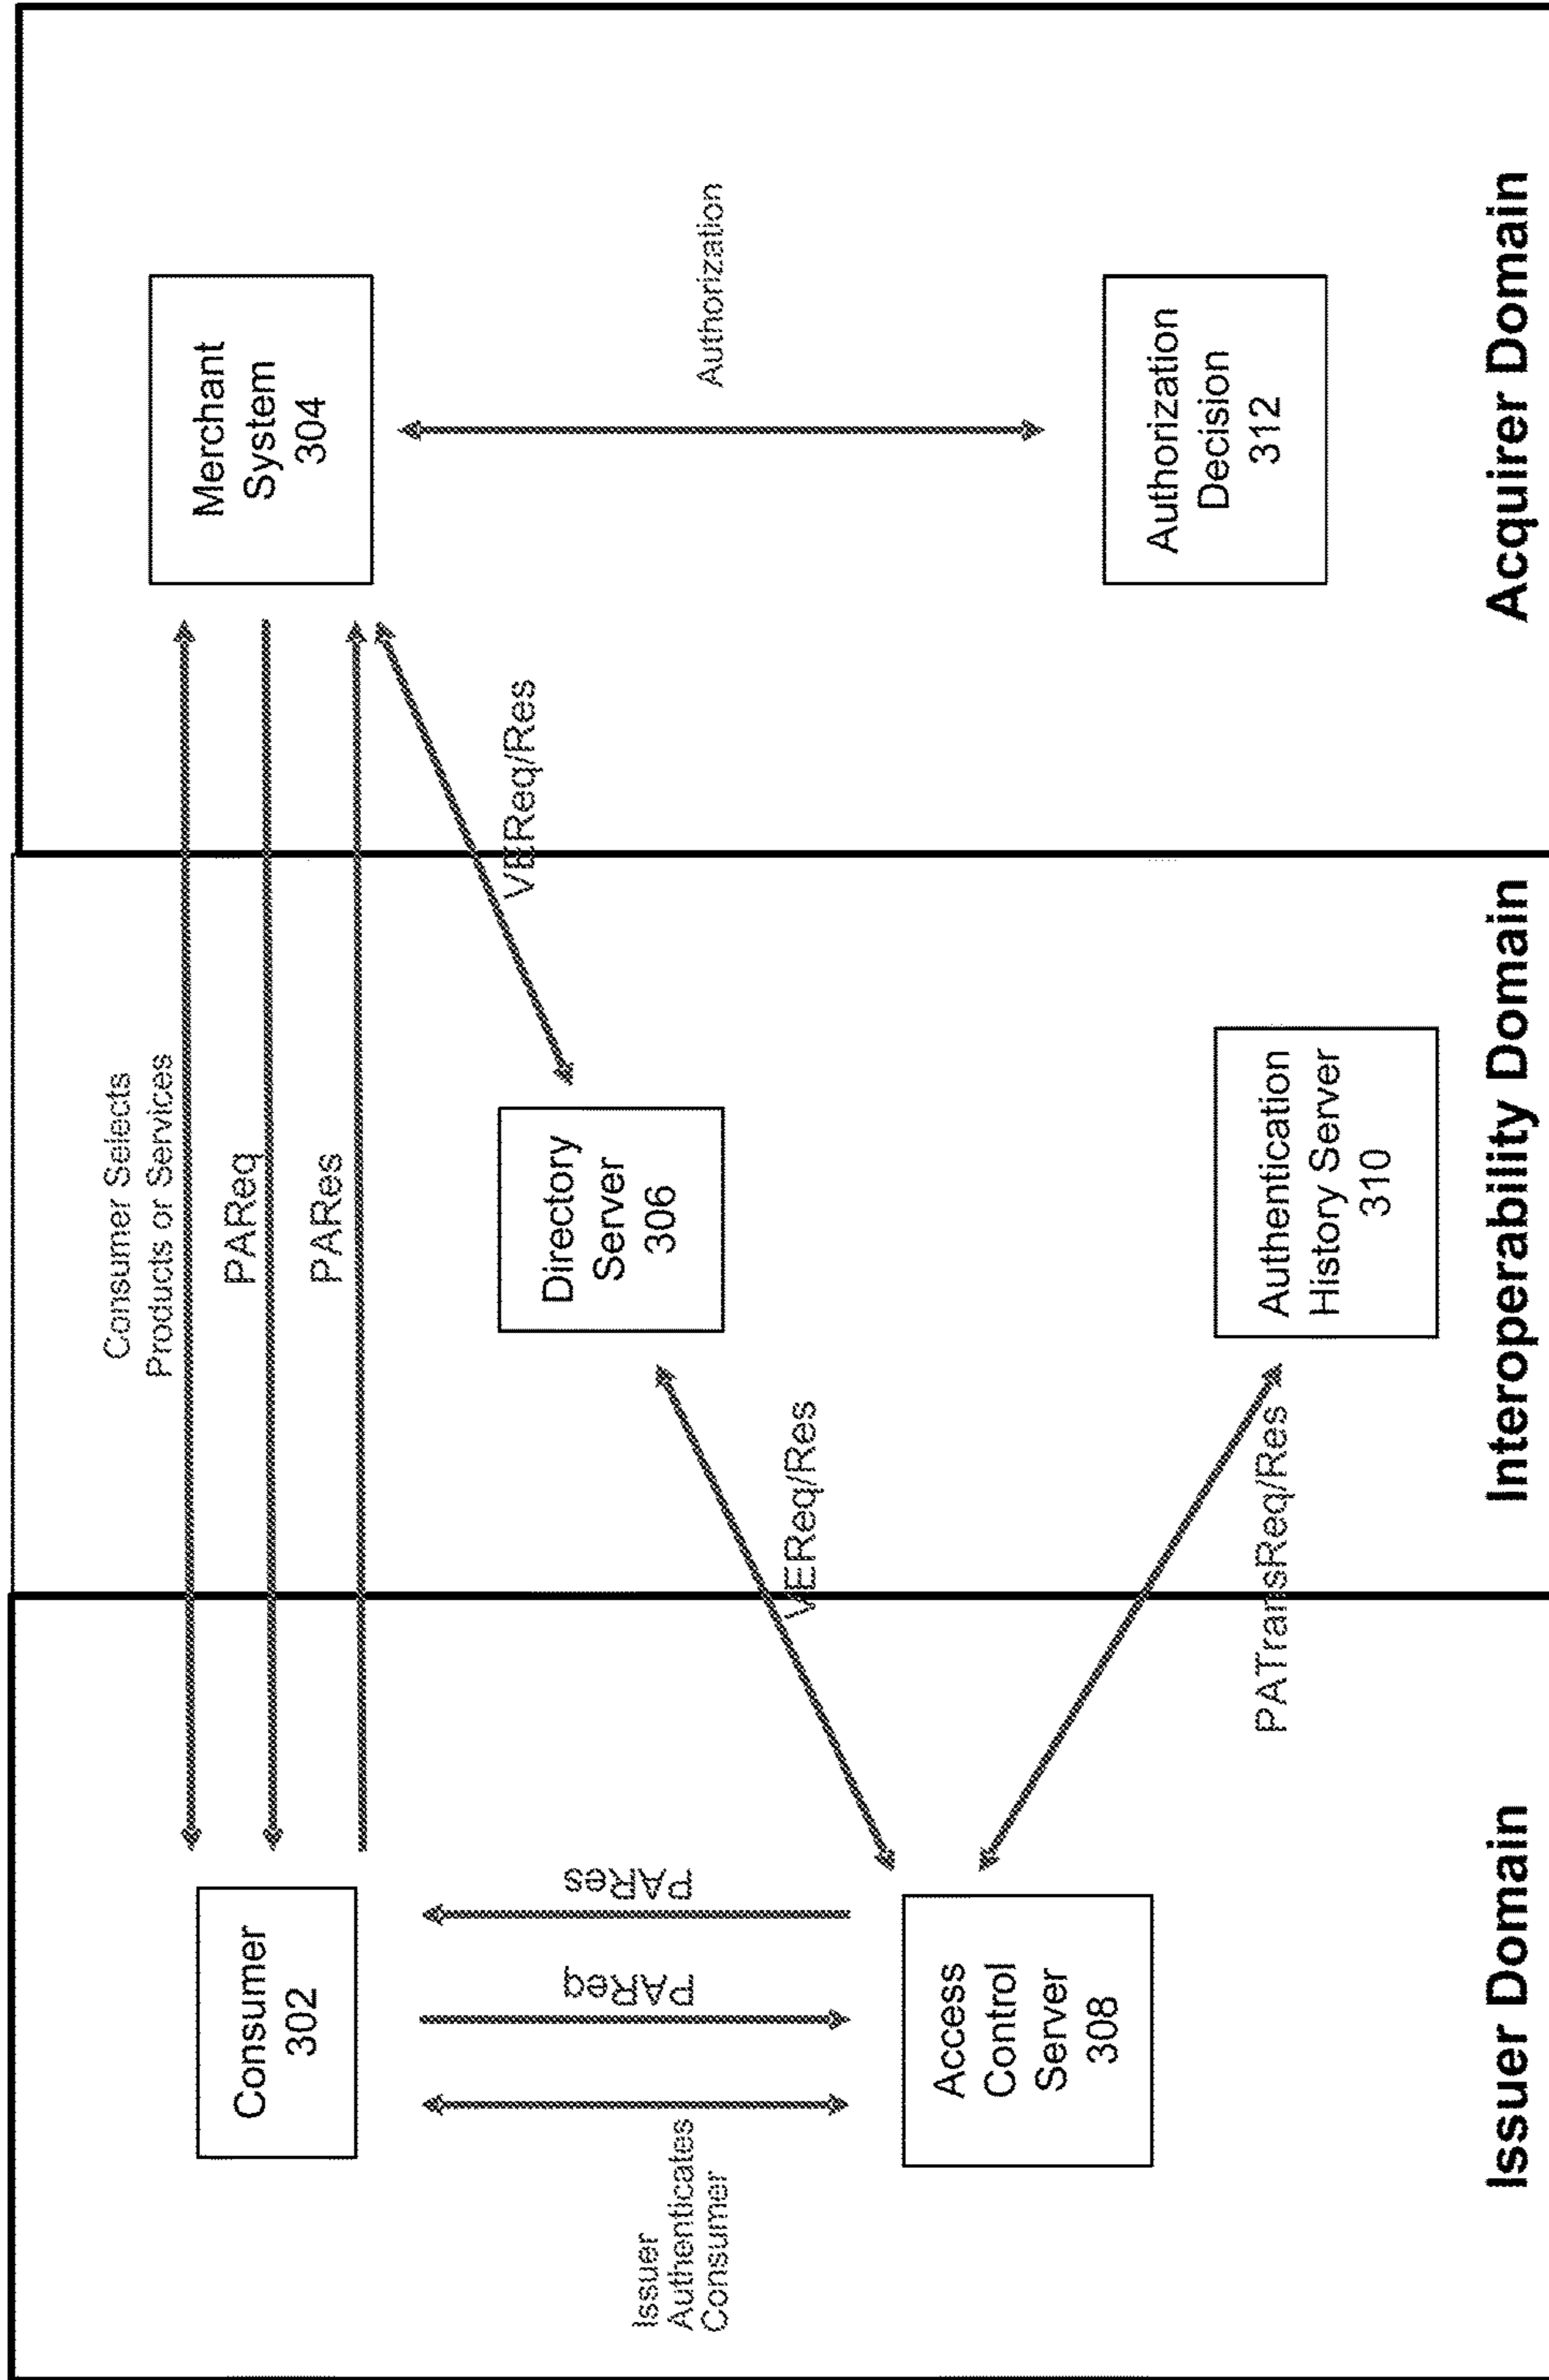 Consumer Selects
Products or Services
PAReq
PARes
Consumer
302
Merchant
System
304
Issuer
Authenticates
Consumer
PAReq
PARes
VEReq/Res
Directory
Server
306
VEReq/Res
Authorization
Access
Control
Server
308
PATransReq/Res
Authentication
History Server
310
Authorization
Decision
312
Issuer Domain
Interoperability Domain
Acquirer Domain